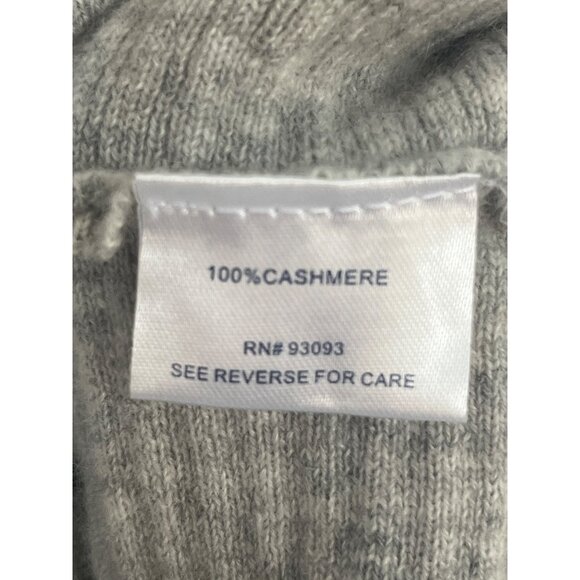 100%CASHMERE
RN# 93093
SEE REVERSE FOR CARE